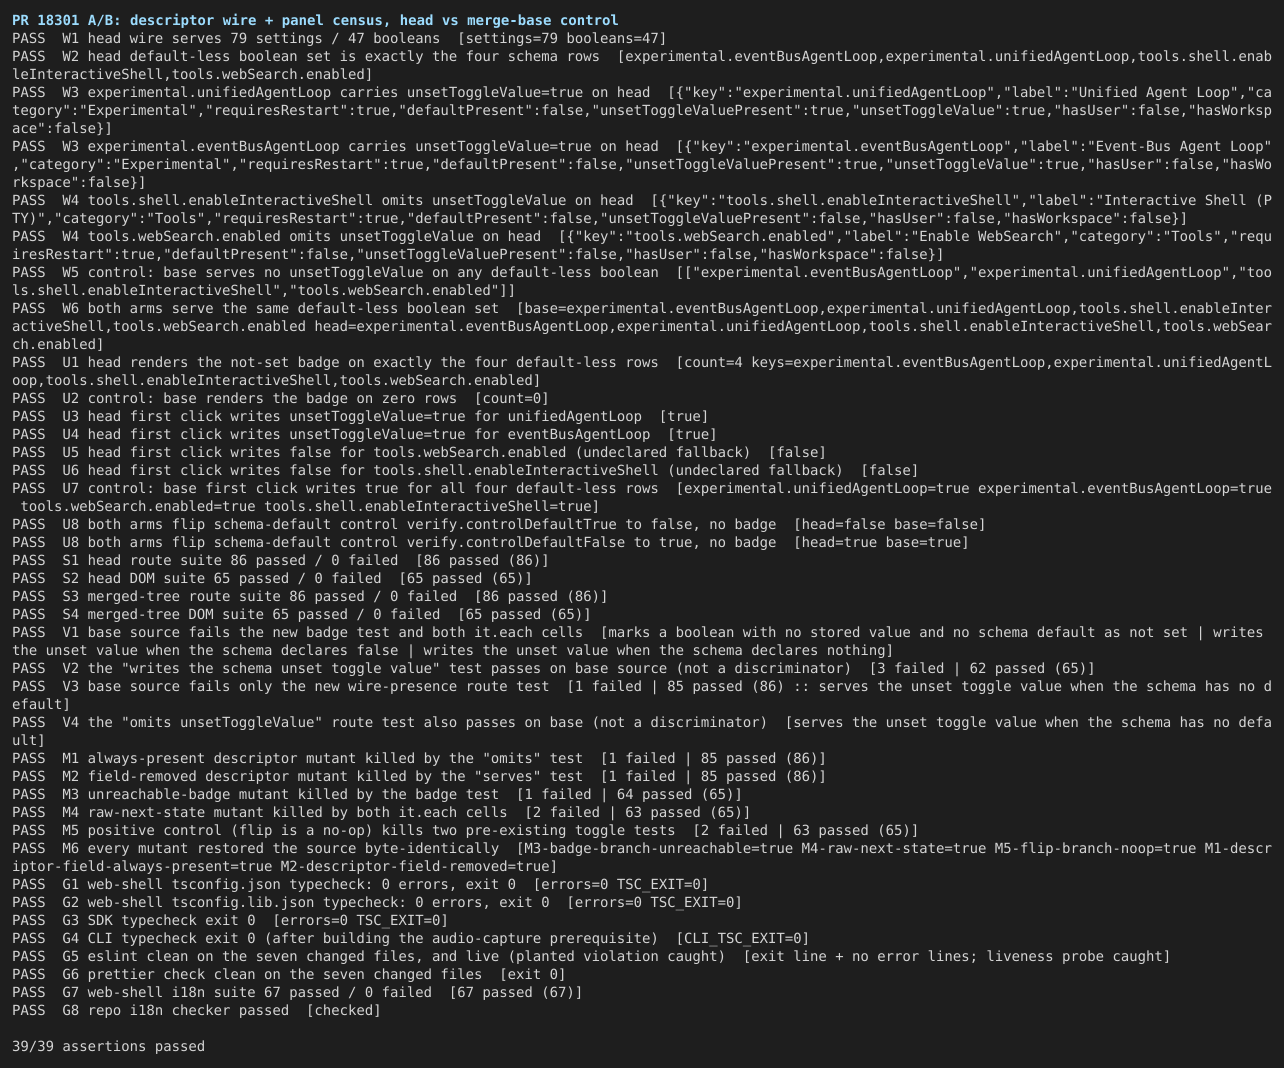 PR 18301 A/B: descriptor wire + panel census, head vs merge-base control
PASS  W1 head wire serves 79 settings / 47 booleans  [settings=79 booleans=47]
PASS  W2 head default-less boolean set is exactly the four schema rows  [experimental.eventBusAgentLoop,experimental.unifiedAgentLoop,tools.shell.enab
leInteractiveShell,tools.webSearch.enabled]
PASS  W3 experimental.unifiedAgentLoop carries unsetToggleValue=true on head  [{"key":"experimental.unifiedAgentLoop","label":"Unified Agent Loop","ca
tegory":"Experimental","requiresRestart":true,"defaultPresent":false,"unsetToggleValuePresent":true,"unsetToggleValue":true,"hasUser":false,"hasWorksp
ace":false}]
PASS  W3 experimental.eventBusAgentLoop carries unsetToggleValue=true on head  [{"key":"experimental.eventBusAgentLoop","label":"Event-Bus Agent Loop"
,"category":"Experimental","requiresRestart":true,"defaultPresent":false,"unsetToggleValuePresent":true,"unsetToggleValue":true,"hasUser":false,"hasWo
rkspace":false}]
PASS  W4 tools.shell.enableInteractiveShell omits unsetToggleValue on head  [{"key":"tools.shell.enableInteractiveShell","label":"Interactive Shell (P
TY)","category":"Tools","requiresRestart":true,"defaultPresent":false,"unsetToggleValuePresent":false,"hasUser":false,"hasWorkspace":false}]
PASS  W4 tools.webSearch.enabled omits unsetToggleValue on head  [{"key":"tools.webSearch.enabled","label":"Enable WebSearch","category":"Tools","requ
iresRestart":true,"defaultPresent":false,"unsetToggleValuePresent":false,"hasUser":false,"hasWorkspace":false}]
PASS  W5 control: base serves no unsetToggleValue on any default-less boolean  [["experimental.eventBusAgentLoop","experimental.unifiedAgentLoop","too
ls.shell.enableInteractiveShell","tools.webSearch.enabled"]]
PASS  W6 both arms serve the same default-less boolean set  [base=experimental.eventBusAgentLoop,experimental.unifiedAgentLoop,tools.shell.enableInter
activeShell,tools.webSearch.enabled head=experimental.eventBusAgentLoop,experimental.unifiedAgentLoop,tools.shell.enableInteractiveShell,tools.webSear
ch.enabled]
PASS  U1 head renders the not-set badge on exactly the four default-less rows  [count=4 keys=experimental.eventBusAgentLoop,experimental.unifiedAgentL
oop,tools.shell.enableInteractiveShell,tools.webSearch.enabled]
PASS  U2 control: base renders the badge on zero rows  [count=0]
PASS  U3 head first click writes unsetToggleValue=true for unifiedAgentLoop  [true]
PASS  U4 head first click writes unsetToggleValue=true for eventBusAgentLoop  [true]
PASS  U5 head first click writes false for tools.webSearch.enabled (undeclared fallback)  [false]
PASS  U6 head first click writes false for tools.shell.enableInteractiveShell (undeclared fallback)  [false]
PASS  U7 control: base first click writes true for all four default-less rows  [experimental.unifiedAgentLoop=true experimental.eventBusAgentLoop=true
 tools.webSearch.enabled=true tools.shell.enableInteractiveShell=true]
PASS  U8 both arms flip schema-default control verify.controlDefaultTrue to false, no badge  [head=false base=false]
PASS  U8 both arms flip schema-default control verify.controlDefaultFalse to true, no badge  [head=true base=true]
PASS  S1 head route suite 86 passed / 0 failed  [86 passed (86)]
PASS  S2 head DOM suite 65 passed / 0 failed  [65 passed (65)]
PASS  S3 merged-tree route suite 86 passed / 0 failed  [86 passed (86)]
PASS  S4 merged-tree DOM suite 65 passed / 0 failed  [65 passed (65)]
PASS  V1 base source fails the new badge test and both it.each cells  [marks a boolean with no stored value and no schema default as not set | writes
the unset value when the schema declares false | writes the unset value when the schema declares nothing]
PASS  V2 the "writes the schema unset toggle value" test passes on base source (not a discriminator)  [3 failed | 62 passed (65)]
PASS  V3 base source fails only the new wire-presence route test  [1 failed | 85 passed (86) :: serves the unset toggle value when the schema has no d
efault]
PASS  V4 the "omits unsetToggleValue" route test also passes on base (not a discriminator)  [serves the unset toggle value when the schema has no defa
ult]
PASS  M1 always-present descriptor mutant killed by the "omits" test  [1 failed | 85 passed (86)]
PASS  M2 field-removed descriptor mutant killed by the "serves" test  [1 failed | 85 passed (86)]
PASS  M3 unreachable-badge mutant killed by the badge test  [1 failed | 64 passed (65)]
PASS  M4 raw-next-state mutant killed by both it.each cells  [2 failed | 63 passed (65)]
PASS  M5 positive control (flip is a no-op) kills two pre-existing toggle tests  [2 failed | 63 passed (65)]
PASS  M6 every mutant restored the source byte-identically  [M3-badge-branch-unreachable=true M4-raw-next-state=true M5-flip-branch-noop=true M1-descr
iptor-field-always-present=true M2-descriptor-field-removed=true]
PASS  G1 web-shell tsconfig.json typecheck: 0 errors, exit 0  [errors=0 TSC_EXIT=0]
PASS  G2 web-shell tsconfig.lib.json typecheck: 0 errors, exit 0  [errors=0 TSC_EXIT=0]
PASS  G3 SDK typecheck exit 0  [errors=0 TSC_EXIT=0]
PASS  G4 CLI typecheck exit 0 (after building the audio-capture prerequisite)  [CLI_TSC_EXIT=0]
PASS  G5 eslint clean on the seven changed files, and live (planted violation caught)  [exit line + no error lines; liveness probe caught]
PASS  G6 prettier check clean on the seven changed files  [exit 0]
PASS  G7 web-shell i18n suite 67 passed / 0 failed  [67 passed (67)]
PASS  G8 repo i18n checker passed  [checked]
39/39 assertions passed